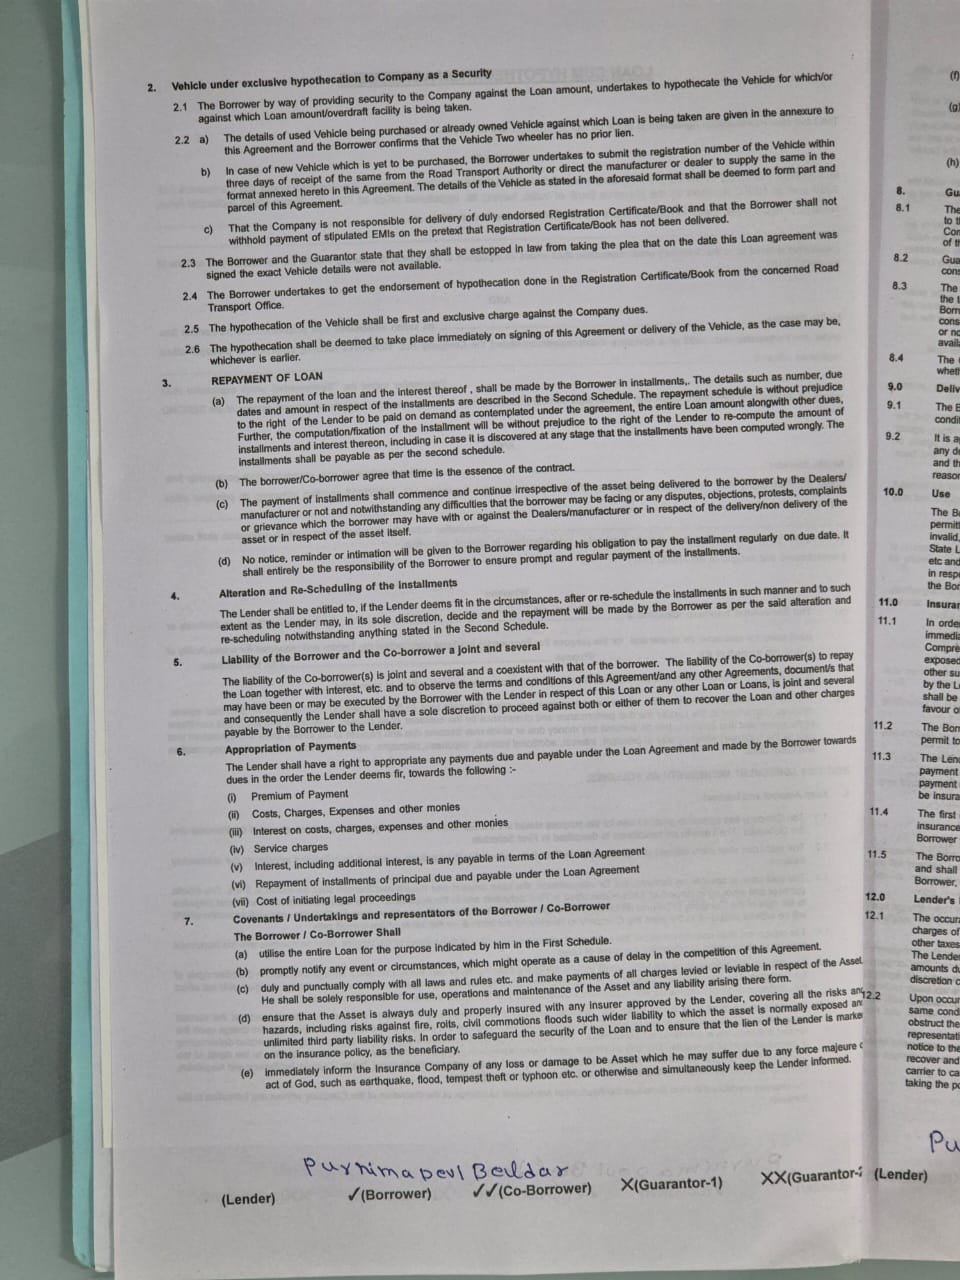 2. Vehicle under exclusive hypothecation to Company as a Security
2.1 The Borrower by way of providing security to the Company against the Loan amount, undertakes to hypothecate the Vehicle for which/or
against which Loan amount/overdraft facility is being taken.
2.2 a) The details of used Vehicle being purchased or already owned Vehicle against which Loan is being taken are given in the annexure to
this Agreement and the Borrower confirms that the Vehicle Two wheeler has no prior lien.
b) In case of new Vehicle which is yet to be purchased, the Borrower undertakes to submit the registration number of the Vehicle within
three days of receipt of the same from the Road Transport Authority or direct the manufacturer or dealer to supply the same in the
format annexed hereto in this Agreement. The details of the Vehicle as stated in the aforesaid format shall be deemed to form part and
parcel of this Agreement.
c) That the Company is not responsible for delivery of duly endorsed Registration Certificate/Book and that the Borrower shall not
withhold payment of stipulated EMIs on the pretext that Registration Certificate/Book has not been delivered.
2.3 The Borrower and the Guarantor state that they shall be estopped in law from taking the plea that on the date this Loan agreement was
signed the exact Vehicle details were not available.
2.4 The Borrower undertakes to get the endorsement of hypothecation done in the Registration Certificate/Book from the concerned Road
Transport Office.
2.5 The hypothecation of the Vehicle shall be first and exclusive charge against the Company dues.
2.6 The hypothecation shall be deemed to take place immediately on signing of this Agreement or delivery of the Vehicle, as the case may be,
whichever is earlier.
3. REPAYMENT OF LOAN
(a) The repayment of the loan and the interest thereof , shall be made by the Borrower in installments,. The details such as number, due
dates and amount in respect of the installments are described in the Second Schedule. The repayment schedule is without prejudice
to the right of the Lender to be paid on demand as contemplated under the agreement, the entire Loan amount alongwith other dues,
Further, the computation/fixation of the Installment will be without prejudice to the right of the Lender to re-compute the amount of
installments and interest thereon, including in case it is discovered at any stage that the installments have been computed wrongly. The
installments shall be payable as per the second schedule.
(b) The borrower/Co-borrower agree that time is the essence of the contract.
(c) The payment of installments shall commence and continue irrespective of the asset being delivered to the borrower by the Dealers/
manufacturer or not and notwithstanding any difficulties that the borrower may be facing or any disputes, objections, protests, complaints
or grievance which the borrower may have with or against the Dealers/manufacturer or in respect of the delivery/non delivery of the
asset or in respect of the asset itself.
(d) No notice, reminder or intimation will be given to the Borrower regarding his obligation to pay the installment regularly on due date. It
shall entirely be the responsibility of the Borrower to ensure prompt and regular payment of the installments.
4. Alteration and Re-Scheduling of the Installments
The Lender shall be entitled to, if the Lender deems fit in the circumstances, after or re-schedule the installments in such manner and to such
extent as the Lender may, in its sole discretion, decide and the repayment will be made by the Borrower as per the said alteration and
re-scheduling notwithstanding anything stated in the Second Schedule.
5. Liability of the Borrower and the Co-borrower a joint and several
The liability of the Co-borrower(s) is joint and several and a coexistent with that of the borrower. The liability of the Co-borrower(s) to repay
the Loan together with interest, etc. and to observe the terms and conditions of this Agreement/and any other Agreements, document/s that
may have been or may be executed by the Borrower with the Lender in respect of this Loan or any other Loan or Loans, is joint and several
and consequently the Lender shall have a sole discretion to proceed against both or either of them to recover the Loan and other charges
payable by the Borrower to the Lender.
6. Appropriation of Payments
The Lender shall have a right to appropriate any payments due and payable under the Loan Agreement and made by the Borrower towards
dues in the order the Lender deems fir, towards the following :-
(i) Premium of Payment
(ii) Costs, Charges, Expenses and other monies
(iii) Interest on costs, charges, expenses and other monies
(iv) Service charges
(v) Interest, including additional interest, is any payable in terms of the Loan Agreement
(vi) Repayment of installments of principal due and payable under the Loan Agreement
(vii) Cost of initiating legal proceedings
7. Covenants / Undertakings and representators of the Borrower / Co-Borrower
The Borrower / Co-Borrower Shall
(a) utilise the entire Loan for the purpose indicated by him in the First Schedule.
(b) promptly notify any event or circumstances, which might operate as a cause of delay in the competition of this Agreement.
(c) duly and punctually comply with all laws and rules etc. and make payments of all charges levied or leviable in respect of the Asset
He shall be solely responsible for use, operations and maintenance of the Asset and any liability arising there form.
(d) ensure that the Asset is always duly and properly insured with any Insurer approved by the Lender, covering all the risks and
hazards, including risks against fire, roits, civil commotions floods such wider liability to which the asset is normally exposed an
unlimited third party liability risks. In order to safeguard the security of the Loan and to ensure that the lien of the Lender is marke
on the insurance policy, as the beneficiary.
(e) immediately inform the Insurance Company of any loss or damage to be Asset which he may suffer due to any force majeure
act of God, such as earthquake, flood, tempest theft or typhoon etc. or otherwise and simultaneously keep the Lender informed.
Purnima
(Lender) ✓(Borrower) ✓✓(Co-Borrower) X(Guarantor-1) XX(Guarantor-
(f)
(g)
(h)
8. Gu
8.1 The
to t
Con
of th
8.2 Gua
cons
8.3 The
the t
Borr
cons
or no
avail
8.4 The
wheth
9.0 Deliv
9.1 The B
condi
9.2 It is a
any de
and th
reason
10.0 Use
The Bo
permit
invalid,
State L
etc and
in resp
the Bor
11.0 Insurar
11.1 In orde
immedia
Compre
exposed
other su
by the L
shall be
favour o
11.2 The Borr
permit to
11.3 The Lend
payment
payment
be insura
11.4 The first
insurance
Borrower
11.5 The Borro
and shall
Borrower,
12.0 Lender's
12.1 The occur
charges of
other taxes
The Lender
amounts du
discretion o
12.2 Upon occur
same cond
obstruct the
representati
notice to the
recover and
carrier to ca
taking the po
Pu
(Lender)